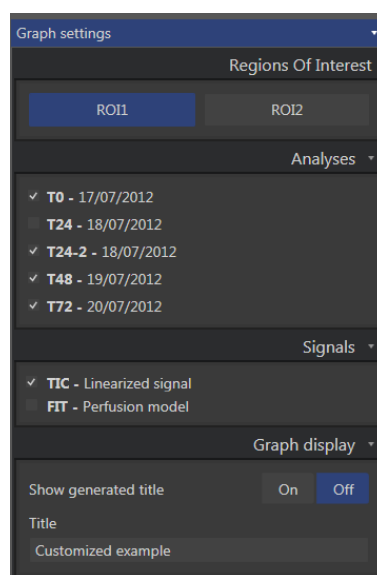 Graph settings
Regions Of Interest
ROI1 ROI2
Analyses
T0 - 17/07/2012
T24 - 18/07/2012
T24-2 - 18/07/2012
T48 - 19/07/2012
T72 - 20/07/2012
Signals
TIC - Linearized signal
FIT - Perfusion model
Graph display
Show generated title On Off
Title
Customized example